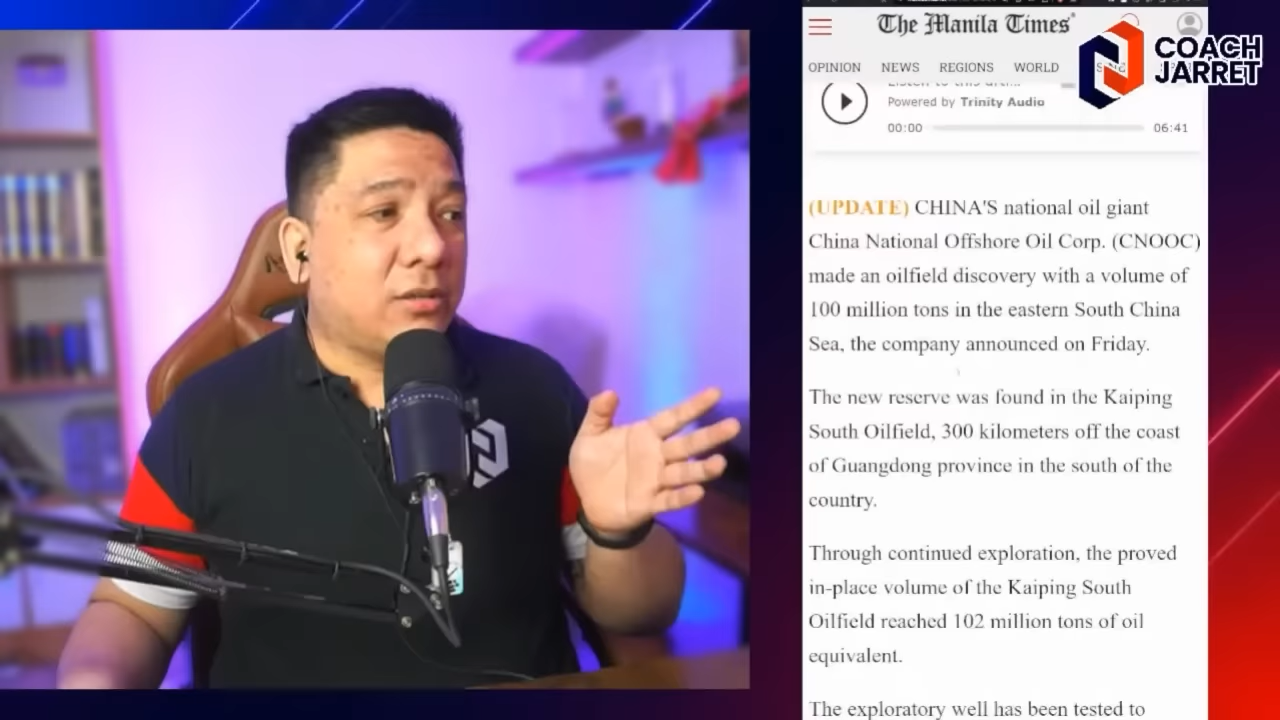 The Manila Times
COACH
JARRET
OPINION NEWS REGIONS WORLD
Powered by Trinity Audio
00:00 06:41
(UPDATE) CHINA'S national oil giant
China National Offshore Oil Corp. (CNOOC)
made an oilfield discovery with a volume of
100 million tons in the eastern South China
Sea, the company announced on Friday.
The new reserve was found in the Kaiping
South Oilfield, 300 kilometers off the coast
of Guangdong province in the south of the
country.
Through continued exploration, the proved
in-place volume of the Kaiping South
Oilfield reached 102 million tons of oil
equivalent.
The exploratory well has been tested to